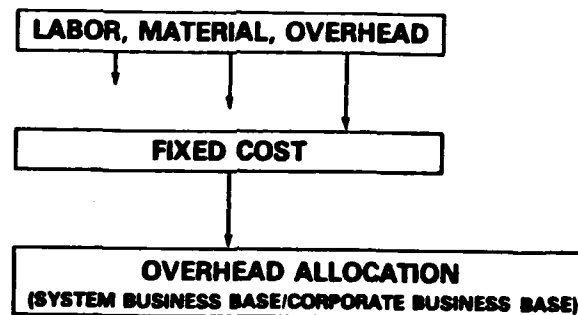 LABOR, MATERIAL, OVERHEAD
FIXED COST
OVERHEAD ALLOCATION
(SYSTEM BUSINESS BASE/CORPORATE BUSINESS BASE)